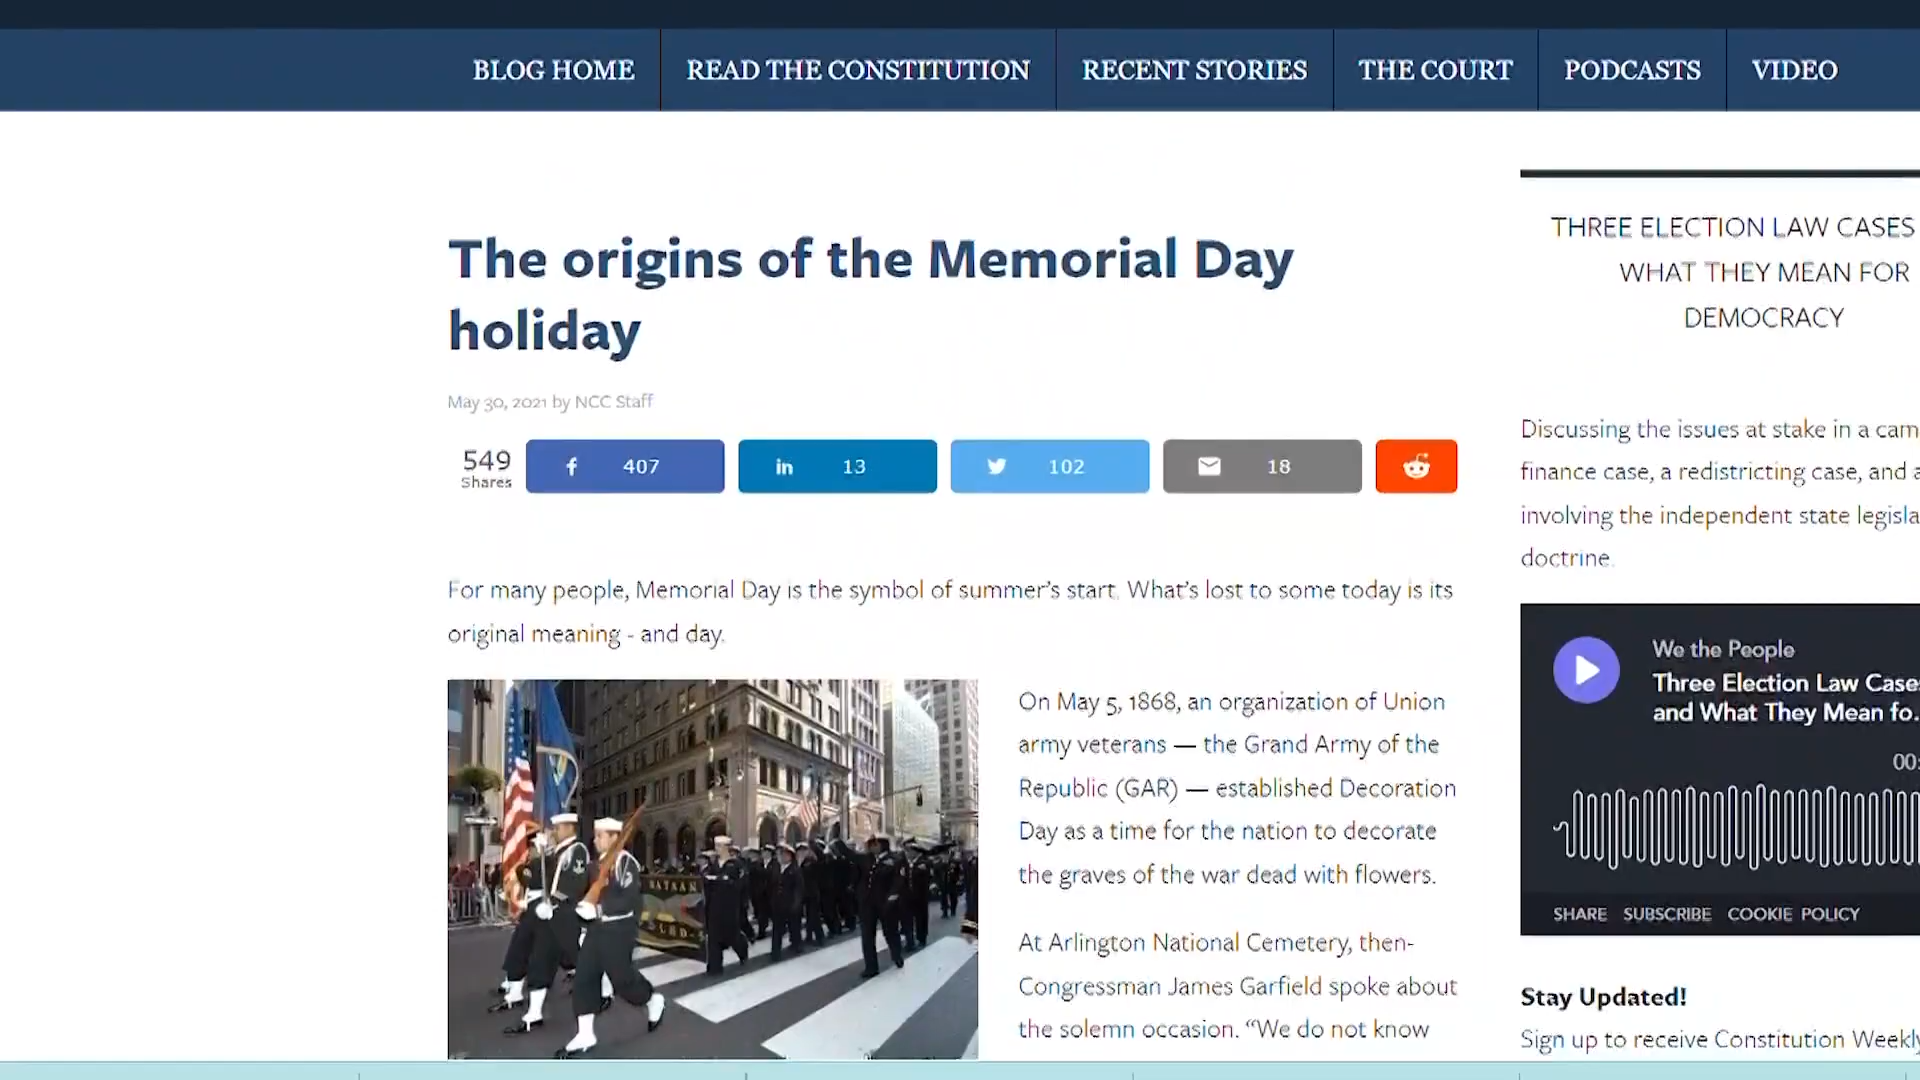 BLOG HOME READ THE CONSTITUTION RECENT STORIES THE COURT PODCASTS VIDEO
The origins of the Memorial Day
holiday
May 30, 2021 by NCC Staff
549
Shares
407 13 102 18
For many people, Memorial Day is the symbol of summer’s start. What’s lost to some today is its
original meaning - and day.
BATAAN
On May 5, 1868, an organization of Union
army veterans — the Grand Army of the
Republic (GAR) — established Decoration
Day as a time for the nation to decorate
the graves of the war dead with flowers.
At Arlington National Cemetery, then-
Congressman James Garfield spoke about
the solemn occasion. “We do not know
THREE ELECTION LAW CASES
WHAT THEY MEAN FOR
DEMOCRACY
Discussing the issues at stake in a cam
finance case, a redistricting case, and a
involving the independent state legisla
doctrine.
We the People
Three Election Law Cases
and What They Mean fo..
00:
SHARE SUBSCRIBE COOKIE POLICY
Stay Updated!
Sign up to receive Constitution Weekly